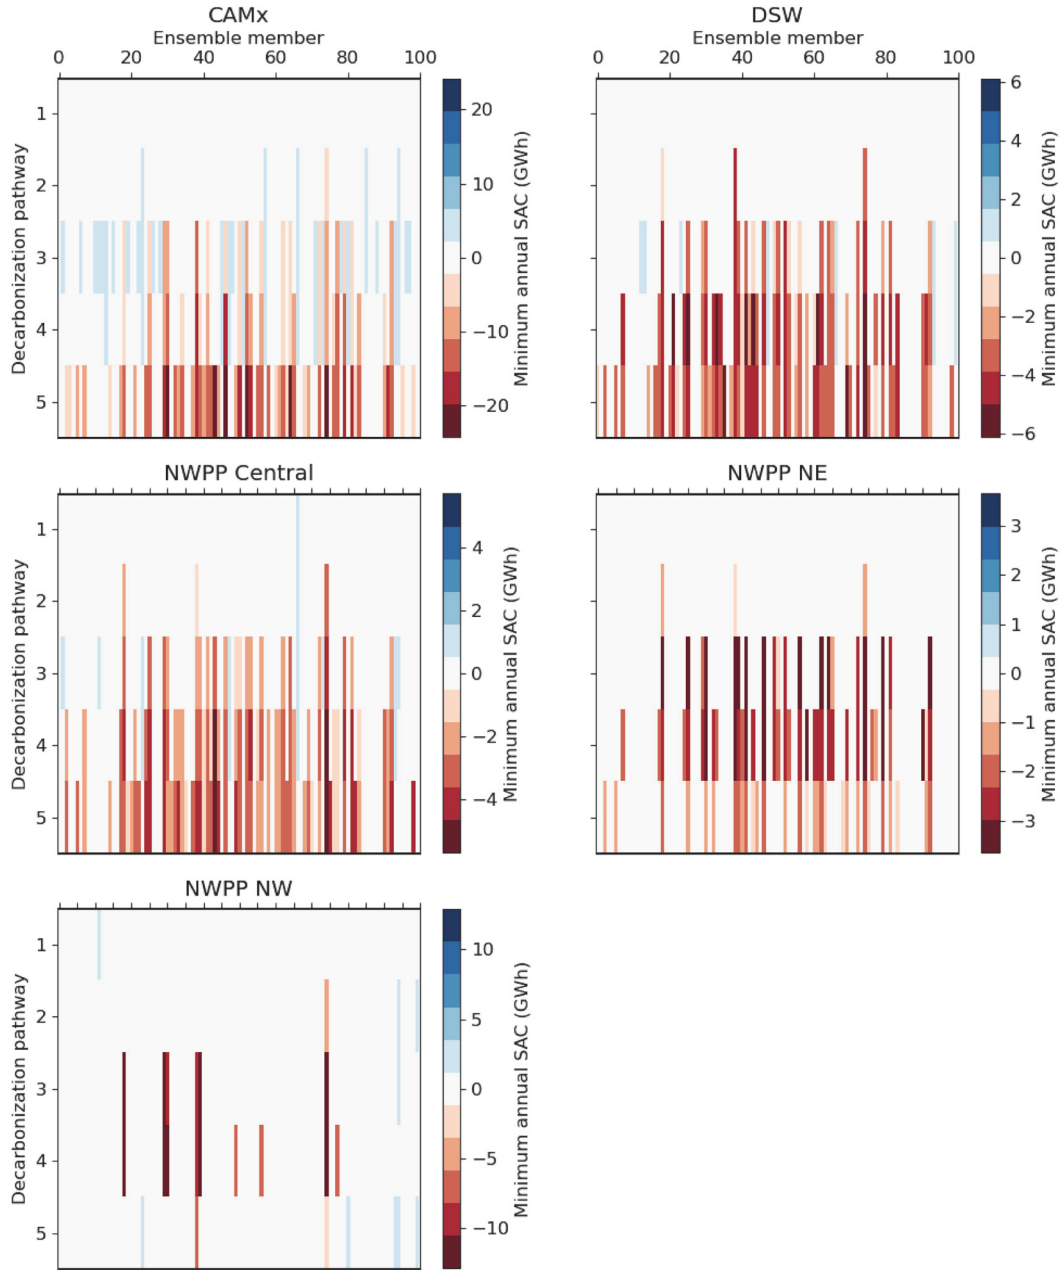 CAMx
Ensemble member
0 20 40 60 80 100
Decarbonization pathway
1
2
3
4
5
20
10
0
−10
−20
Minimum annual SAC (GWh)
DSW
Ensemble member
0 20 40 60 80 100
6
4
2
0
−2
−4
−6
Minimum annual SAC (GWh)
NWPP Central
Decarbonization pathway
1
2
3
4
5
4
2
0
−2
−4
Minimum annual SAC (GWh)
NWPP NE
3
2
1
0
−1
−2
−3
Minimum annual SAC (GWh)
NWPP NW
Decarbonization pathway
1
2
3
4
5
10
5
0
−5
−10
Minimum annual SAC (GWh)